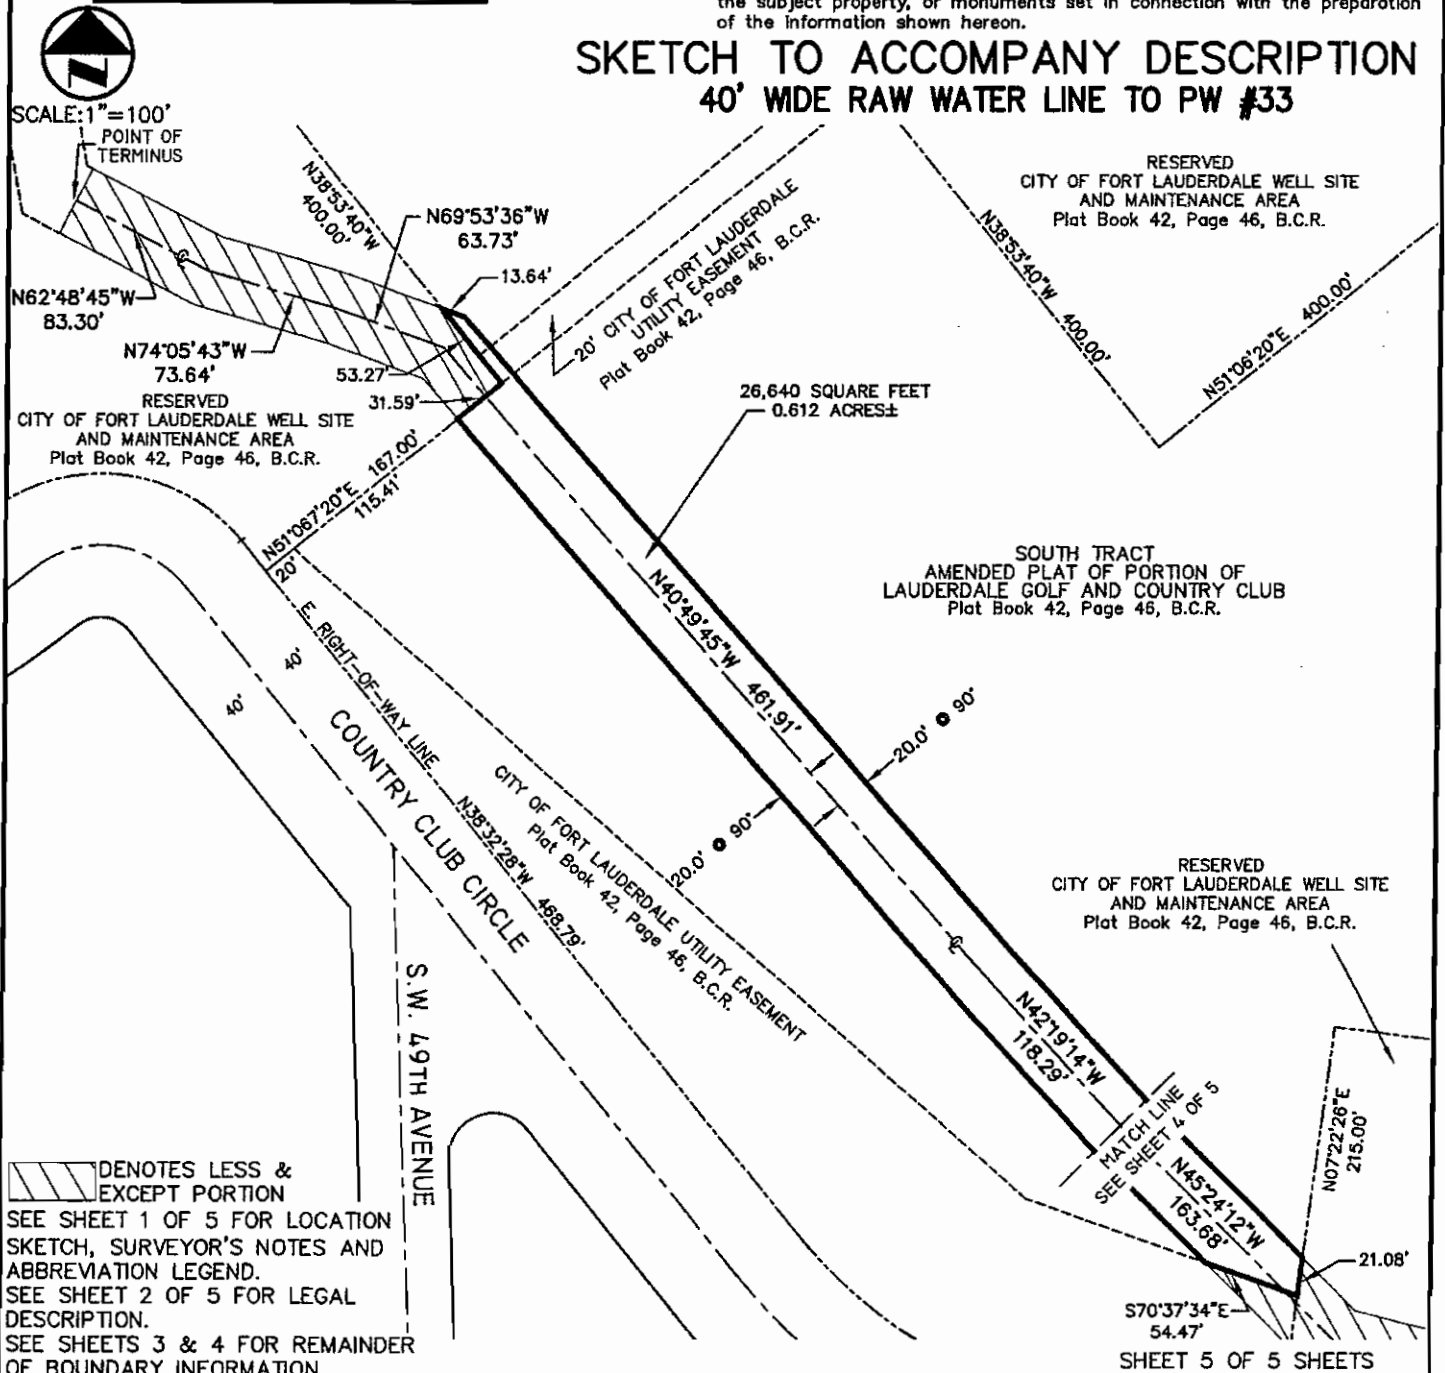 the subject property, or monuments set in connection with the preparation
of the information shown hereon.
SKETCH TO ACCOMPANY DESCRIPTION
40' WIDE RAW WATER LINE TO PW #33
N
SCALE:1"=100'
POINT OF
TERMINUS
N38°53'40"W
400.00'
N69°53'36"W
63.73'
13.64'
20' CITY OF FORT LAUDERDALE
UTILITY EASEMENT
Plat Book 42, Page 46, B.C.R.
RESERVED
CITY OF FORT LAUDERDALE WELL SITE
AND MAINTENANCE AREA
Plat Book 42, Page 46, B.C.R.
N38°53'40"W 400.00'
N51°06'20"E 400.00'
N62°48'45"W
83.30'
N74°05'43"W
73.64'
53.27'
31.59'
RESERVED
CITY OF FORT LAUDERDALE WELL SITE
AND MAINTENANCE AREA
Plat Book 42, Page 46, B.C.R.
26,640 SQUARE FEET
0.612 ACRES±
N51°067'20"E 167.00'
115.41'
20'
SOUTH TRACT
AMENDED PLAT OF PORTION OF
LAUDERDALE GOLF AND COUNTRY CLUB
Plat Book 42, Page 46, B.C.R.
N40°49'45"W 461.91'
E. RIGHT-OF-WAY LINE
40'
40'
COUNTRY CLUB CIRCLE
N38°32'28"W 468.79'
20.0' @ 90'
20.0' @ 90'
CITY OF FORT LAUDERDALE UTILITY EASEMENT
Plat Book 42, Page 46, B.C.R.
RESERVED
CITY OF FORT LAUDERDALE WELL SITE
AND MAINTENANCE AREA
Plat Book 42, Page 46, B.C.R.
S.W. 49TH AVENUE
N42°19'14"W
118.29'
MATCH LINE
SEE SHEET 4 OF 5
N07°22'26"E
215.00'
N45°24'12"W
163.68'
21.08'
S70°37'34"E
54.47'
DENOTES LESS &
EXCEPT PORTION
SEE SHEET 1 OF 5 FOR LOCATION
SKETCH, SURVEYOR'S NOTES AND
ABBREVIATION LEGEND.
SEE SHEET 2 OF 5 FOR LEGAL
DESCRIPTION.
SEE SHEETS 3 & 4 FOR REMAINDER
OF BOUNDARY INFORMATION
SHEET 5 OF 5 SHEETS